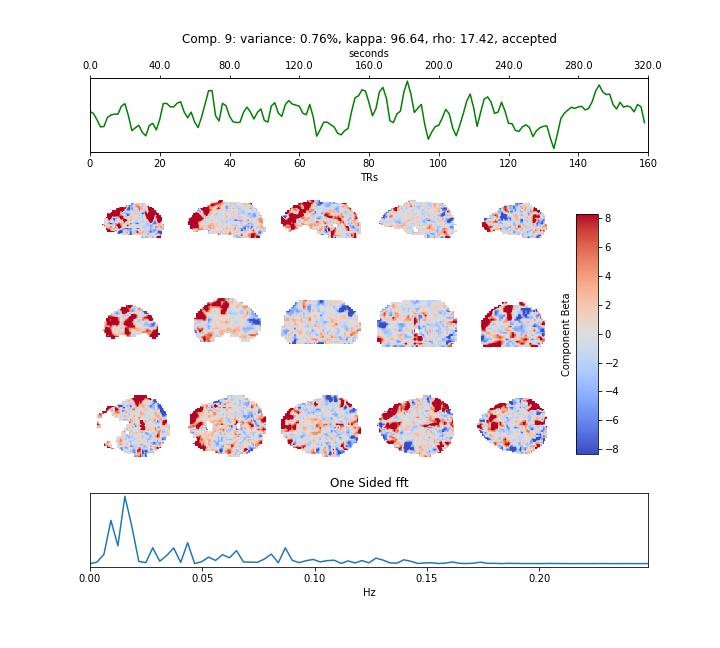 Comp. 9: variance: 0.76%, kappa: 96.64, rho: 17.42, accepted
seconds
0.0 40.0 80.0 120.0 160.0 200.0 240.0 280.0 320.0
0 20 40 60 80 100 120 140 160
TRs
8
6
4
2
0
−2
−4
−6
−8
Component Beta
One Sided fft
0.00 0.05 0.10 0.15 0.20
Hz